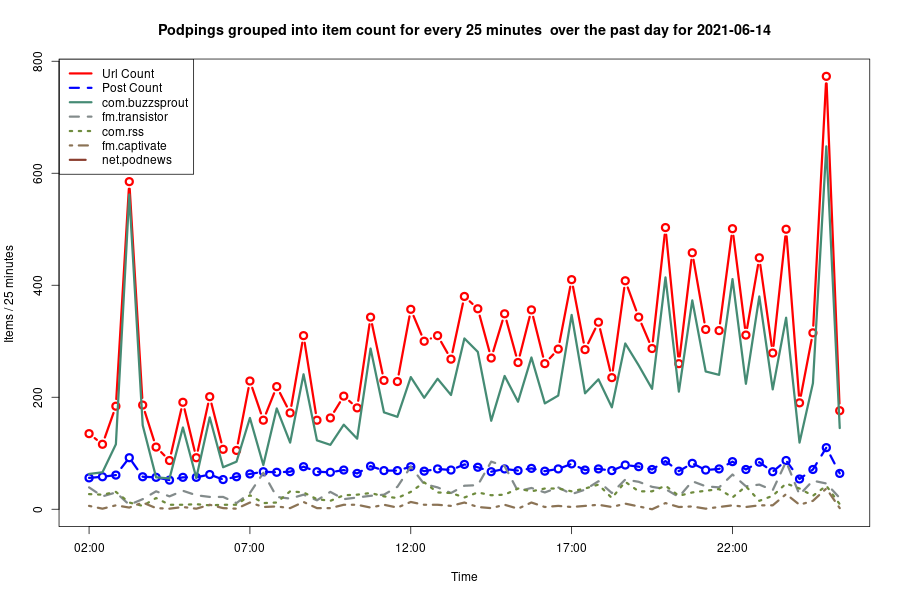 Podpings grouped into item count for every 25 minutes  over the past day for 2021-06-14
Url Count
Post Count
com.buzzsprout
fm.transistor
com.rss
fm.captivate
net.podnews
800
600
400
200
0
Items / 25 minutes
02:00 07:00 12:00 17:00 22:00
Time